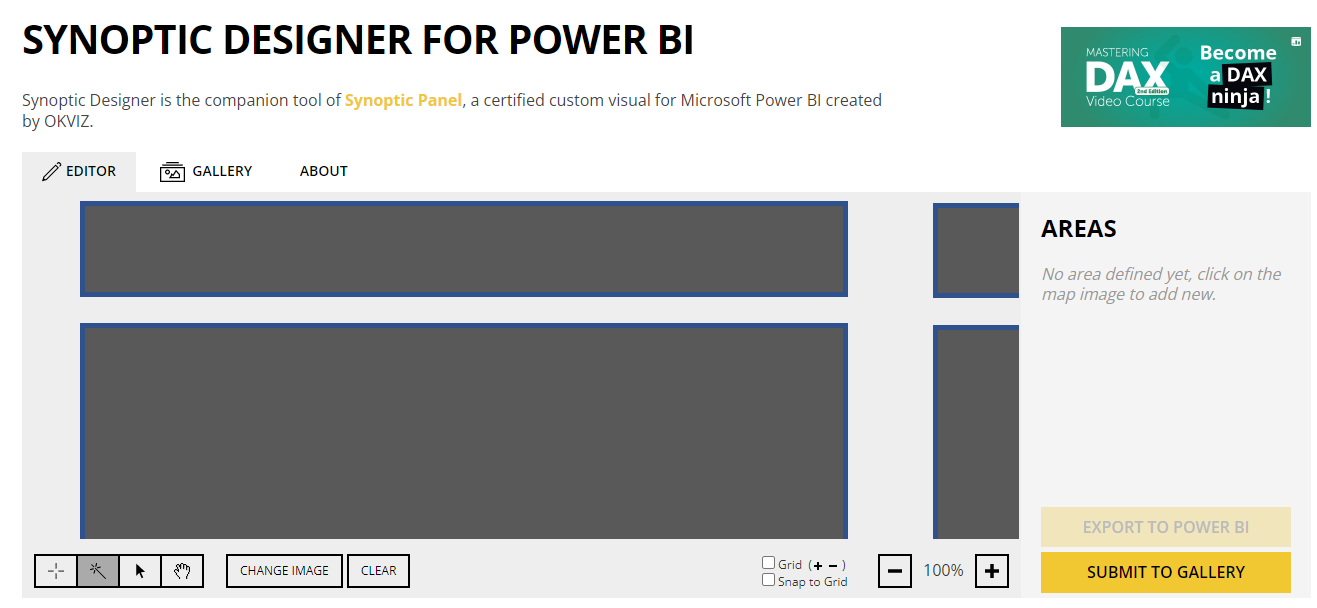 SYNOPTIC DESIGNER FOR POWER BI
MASTERING
DAX
2nd Edition
Video Course
Become
a DAX
ninja !
Synoptic Designer is the companion tool of Synoptic Panel, a certified custom visual for Microsoft Power BI created
by OKVIZ.
EDITOR
GALLERY
ABOUT
AREAS
No area defined yet, click on the
map image to add new.
EXPORT TO POWER BI
CHANGE IMAGE
CLEAR
Grid (+ − )
Snap to Grid
− 100% +
SUBMIT TO GALLERY